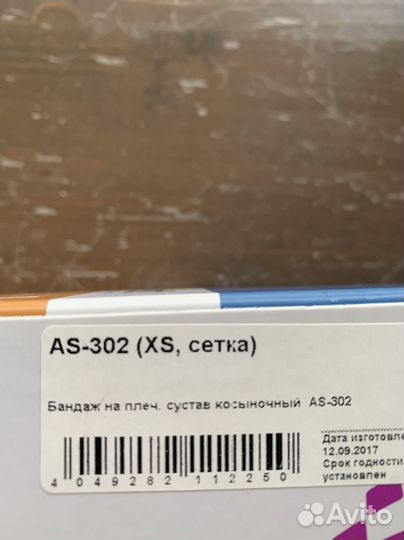 AS-302 (XS, сетка)
Бандаж на плеч. сустав косыночный AS-302
Дата изготовле
12.09.2017
Срок годности
установлен
4 049282 112250
Avito